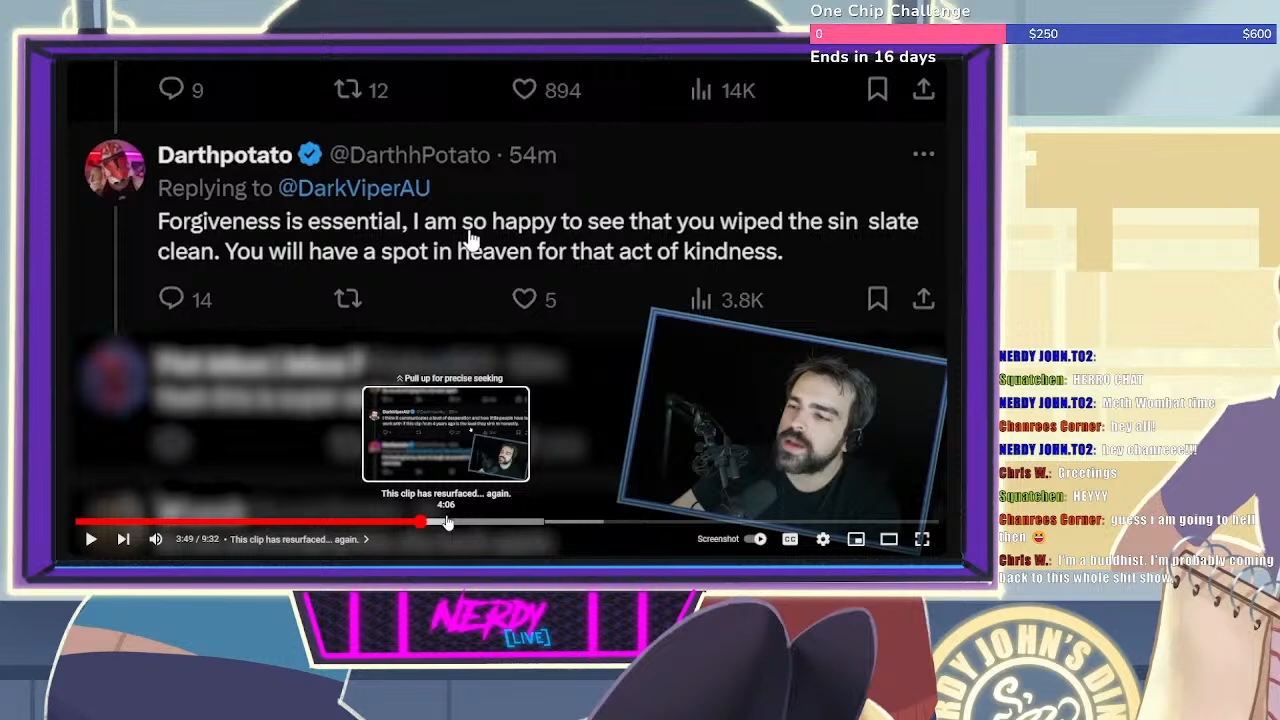 One Chip Challenge
0 $250 $600
Ends in 16 days
9 12 894 14K
Darthpotato @DarthhPotato · 54m
Replying to @DarkViperAU
Forgiveness is essential, I am so happy to see that you wiped the sin slate
clean. You will have a spot in heaven for that act of kindness.
14 5 3.8K
Pull up for precise seeking
This clip has resurfaced... again.
4:06
3:49 / 9:32 • This clip has resurfaced... again.
Screenshot
CC
NERDY JOHN.TO2:
Squatchen: HERRO CHAT
NERDY JOHN.TO2: Meth Wombat time
Chanrees Corner: hey all!
NERDY JOHN.TO2: hey chanree!!!
Chris W.: Greetings
Squatchen: HEYYY
Chanrees Corner: guess i am going to hell
then
Chris W.: I'm a buddhist. I'm probably coming
back to this whole shit show
NERDY
[LIVE]
RDY JOHN'S DIN